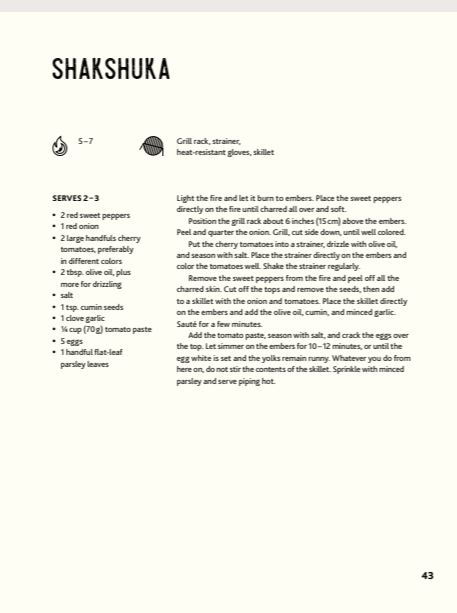 SHAKSHUKA
5–7
Grill rack, strainer,
heat-resistant gloves, skillet
SERVES 2–3
• 2 red sweet peppers
• 1 red onion
• 2 large handfuls cherry
tomatoes, preferably
in different colors
• 2 tbsp. olive oil, plus
more for drizzling
• salt
• 1 tsp. cumin seeds
• 1 clove garlic
• ¼ cup (70 g) tomato paste
• 5 eggs
• 1 handful flat-leaf
parsley leaves
Light the fire and let it burn to embers. Place the sweet peppers
directly on the fire until charred all over and soft.
Position the grill rack about 6 inches (15 cm) above the embers.
Peel and quarter the onion. Grill, cut side down, until well colored.
Put the cherry tomatoes into a strainer, drizzle with olive oil,
and season with salt. Place the strainer directly on the embers and
color the tomatoes well. Shake the strainer regularly.
Remove the sweet peppers from the fire and peel off all the
charred skin. Cut off the tops and remove the seeds, then add
to a skillet with the onion and tomatoes. Place the skillet directly
on the embers and add the olive oil, cumin, and minced garlic.
Sauté for a few minutes.
Add the tomato paste, season with salt, and crack the eggs over
the top. Let simmer on the embers for 10–12 minutes, or until the
egg white is set and the yolks remain runny. Whatever you do from
here on, do not stir the contents of the skillet. Sprinkle with minced
parsley and serve piping hot.
43